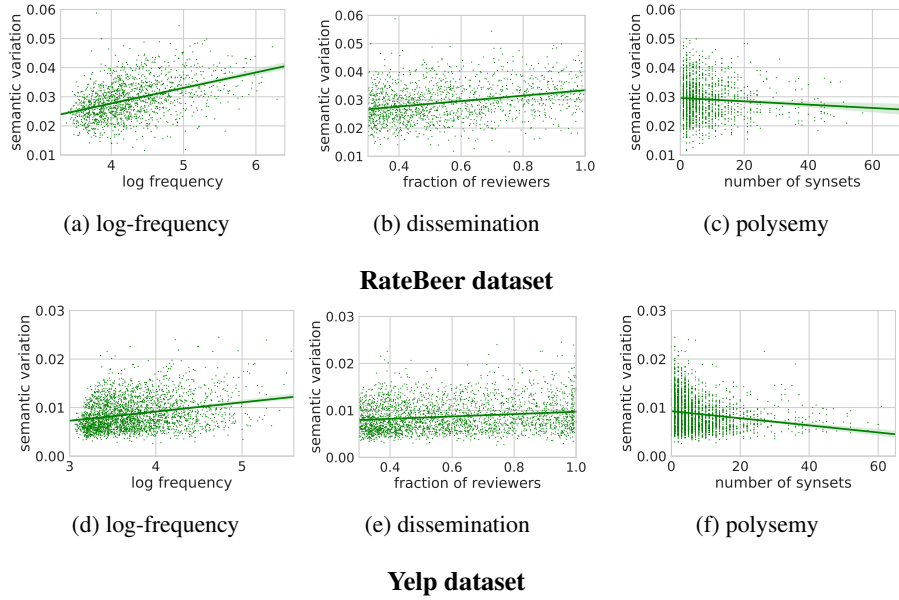 0.06
0.05
0.04
0.03
0.02
0.01
semantic variation
4 5 6
log frequency
(a) log-frequency
0.06
0.05
0.04
0.03
0.02
0.01
semantic variation
0.4 0.6 0.8 1.0
fraction of reviewers
(b) dissemination
0.06
0.05
0.04
0.03
0.02
0.01
semantic variation
0 20 40 60
number of synsets
(c) polysemy
RateBeer dataset
0.03
0.02
0.01
0.00
semantic variation
3 4 5
log frequency
(d) log-frequency
0.03
0.02
0.01
0.00
semantic variation
0.4 0.6 0.8 1.0
fraction of reviewers
(e) dissemination
0.03
0.02
0.01
0.00
semantic variation
0 20 40 60
number of synsets
(f) polysemy
Yelp dataset